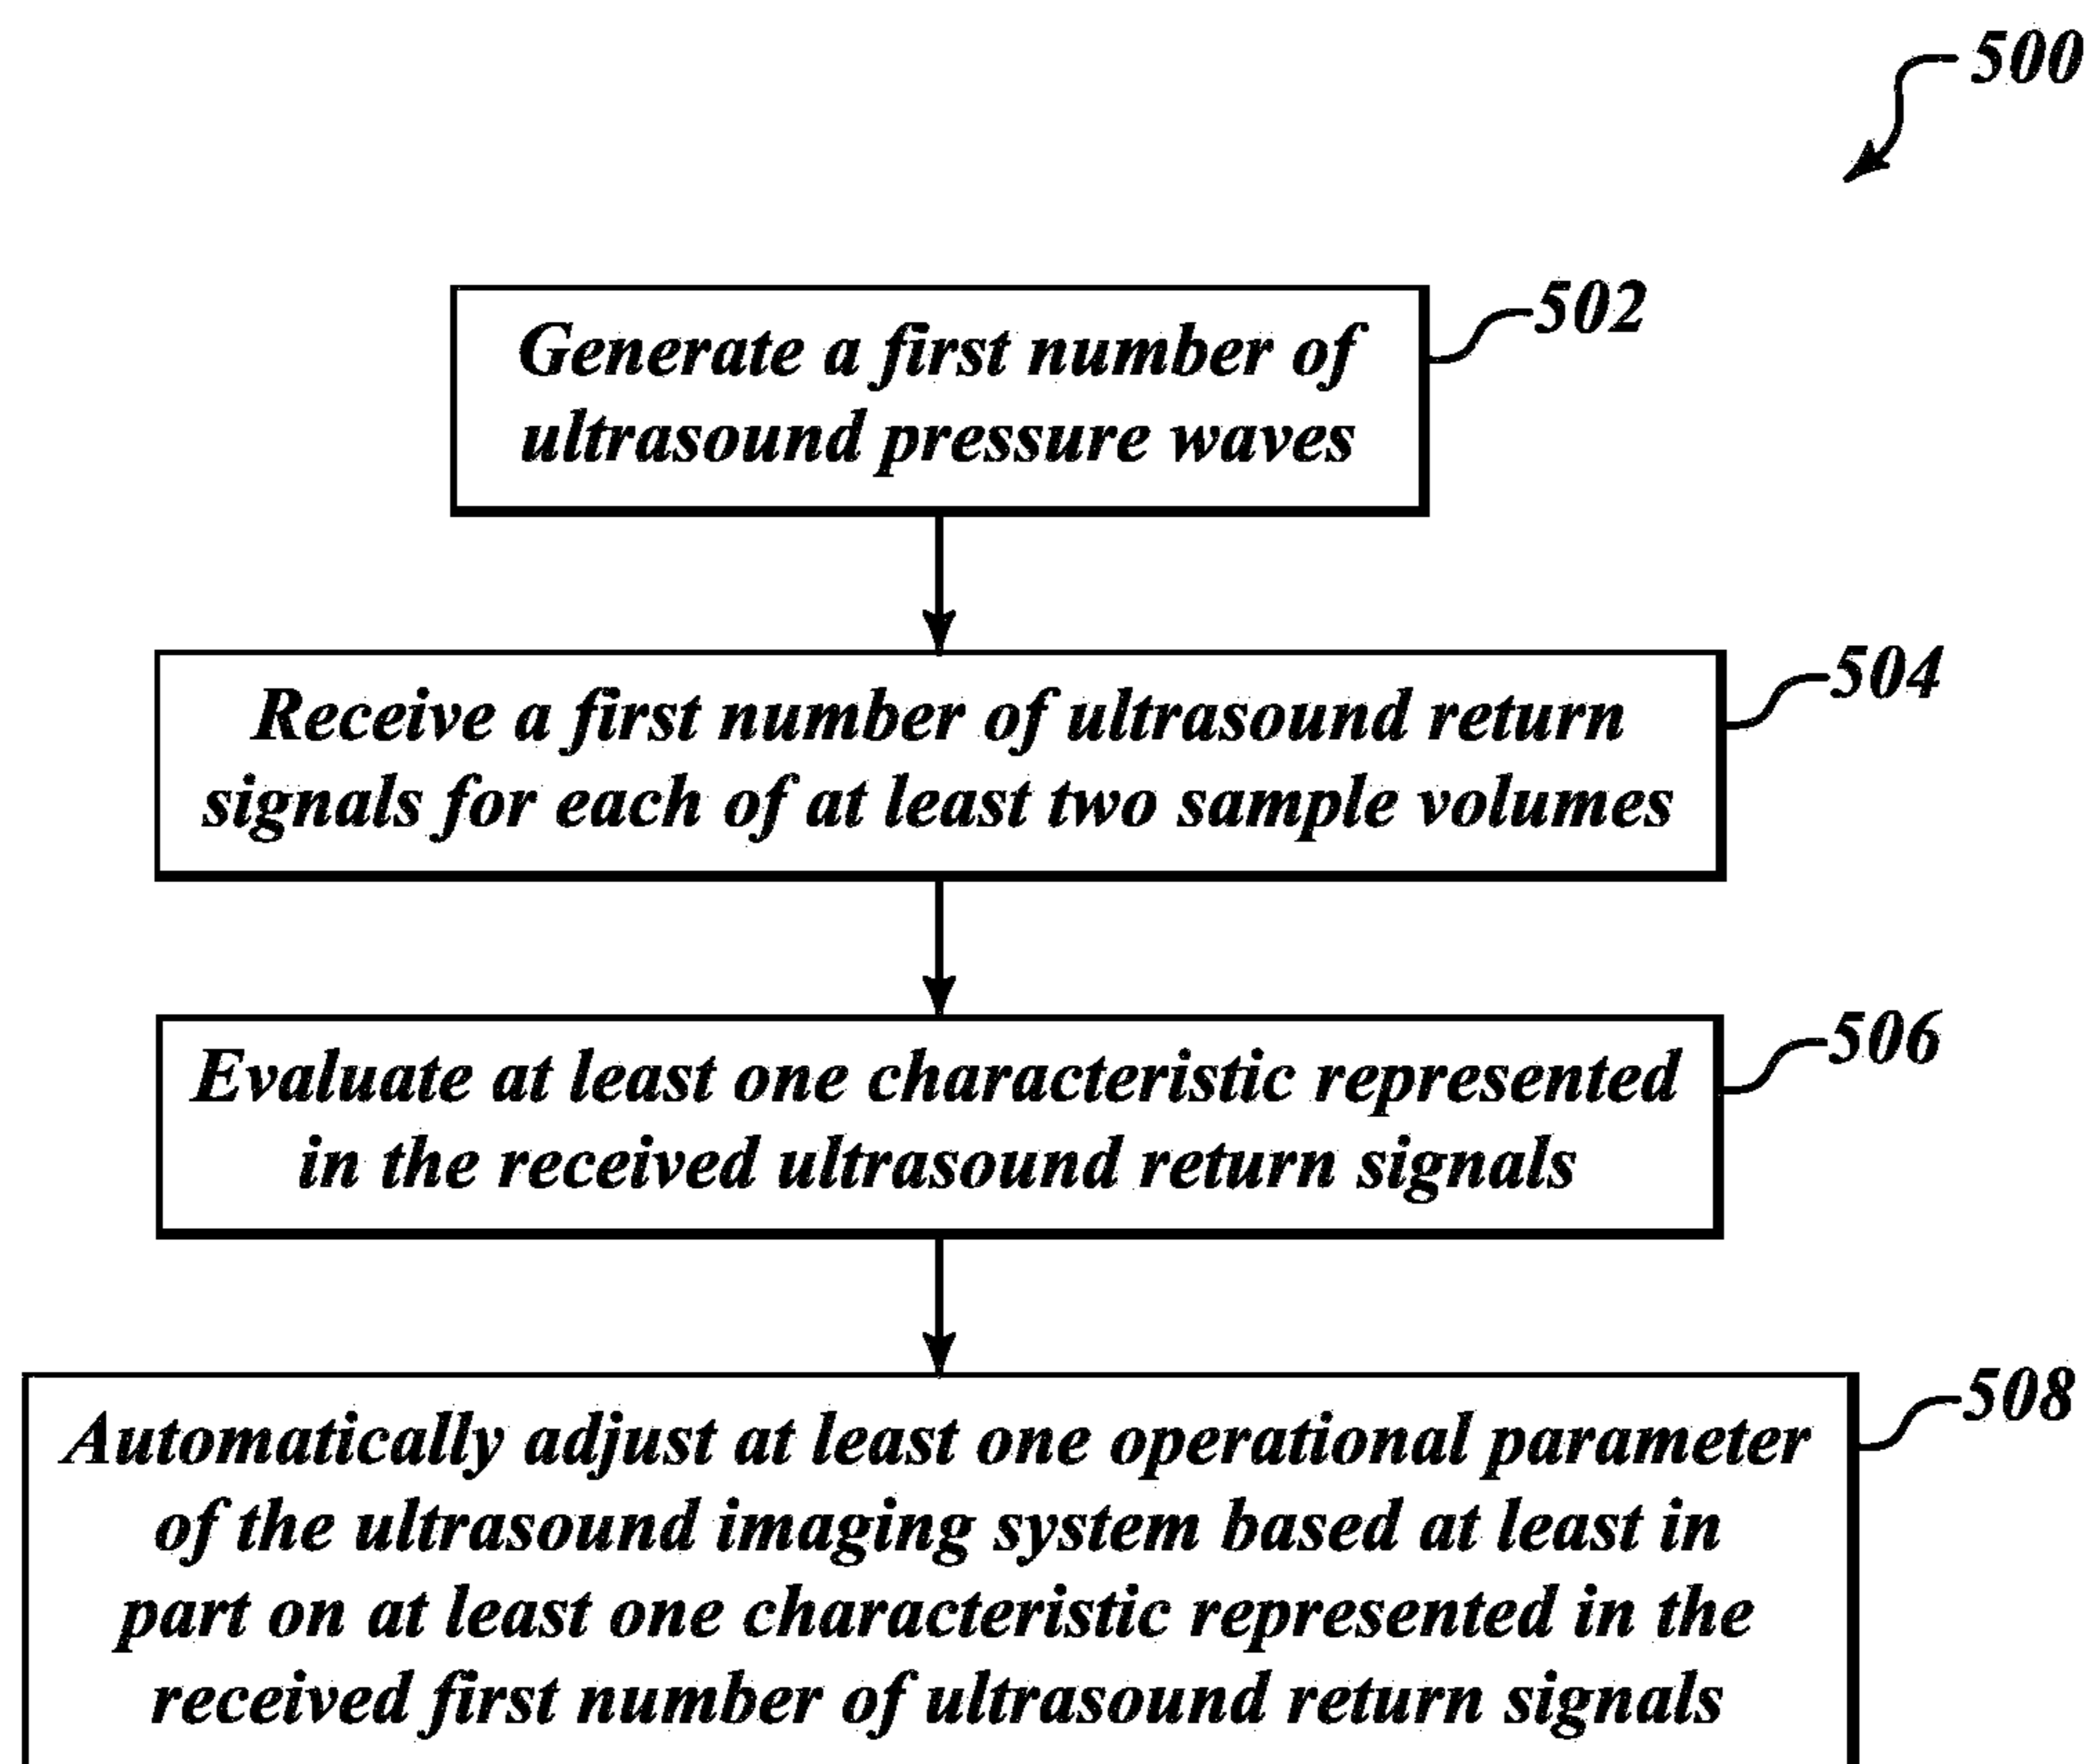 500
502
Generate a first number of
ultrasound pressure waves
504
Receive a first number of ultrasound return
signals for each of at least two sample volumes
506
Evaluate at least one characteristic represented
in the received ultrasound return signals
508
Automatically adjust at least one operational parameter
of the ultrasound imaging system based at least in
part on at least one characteristic represented in the
received first number of ultrasound return signals